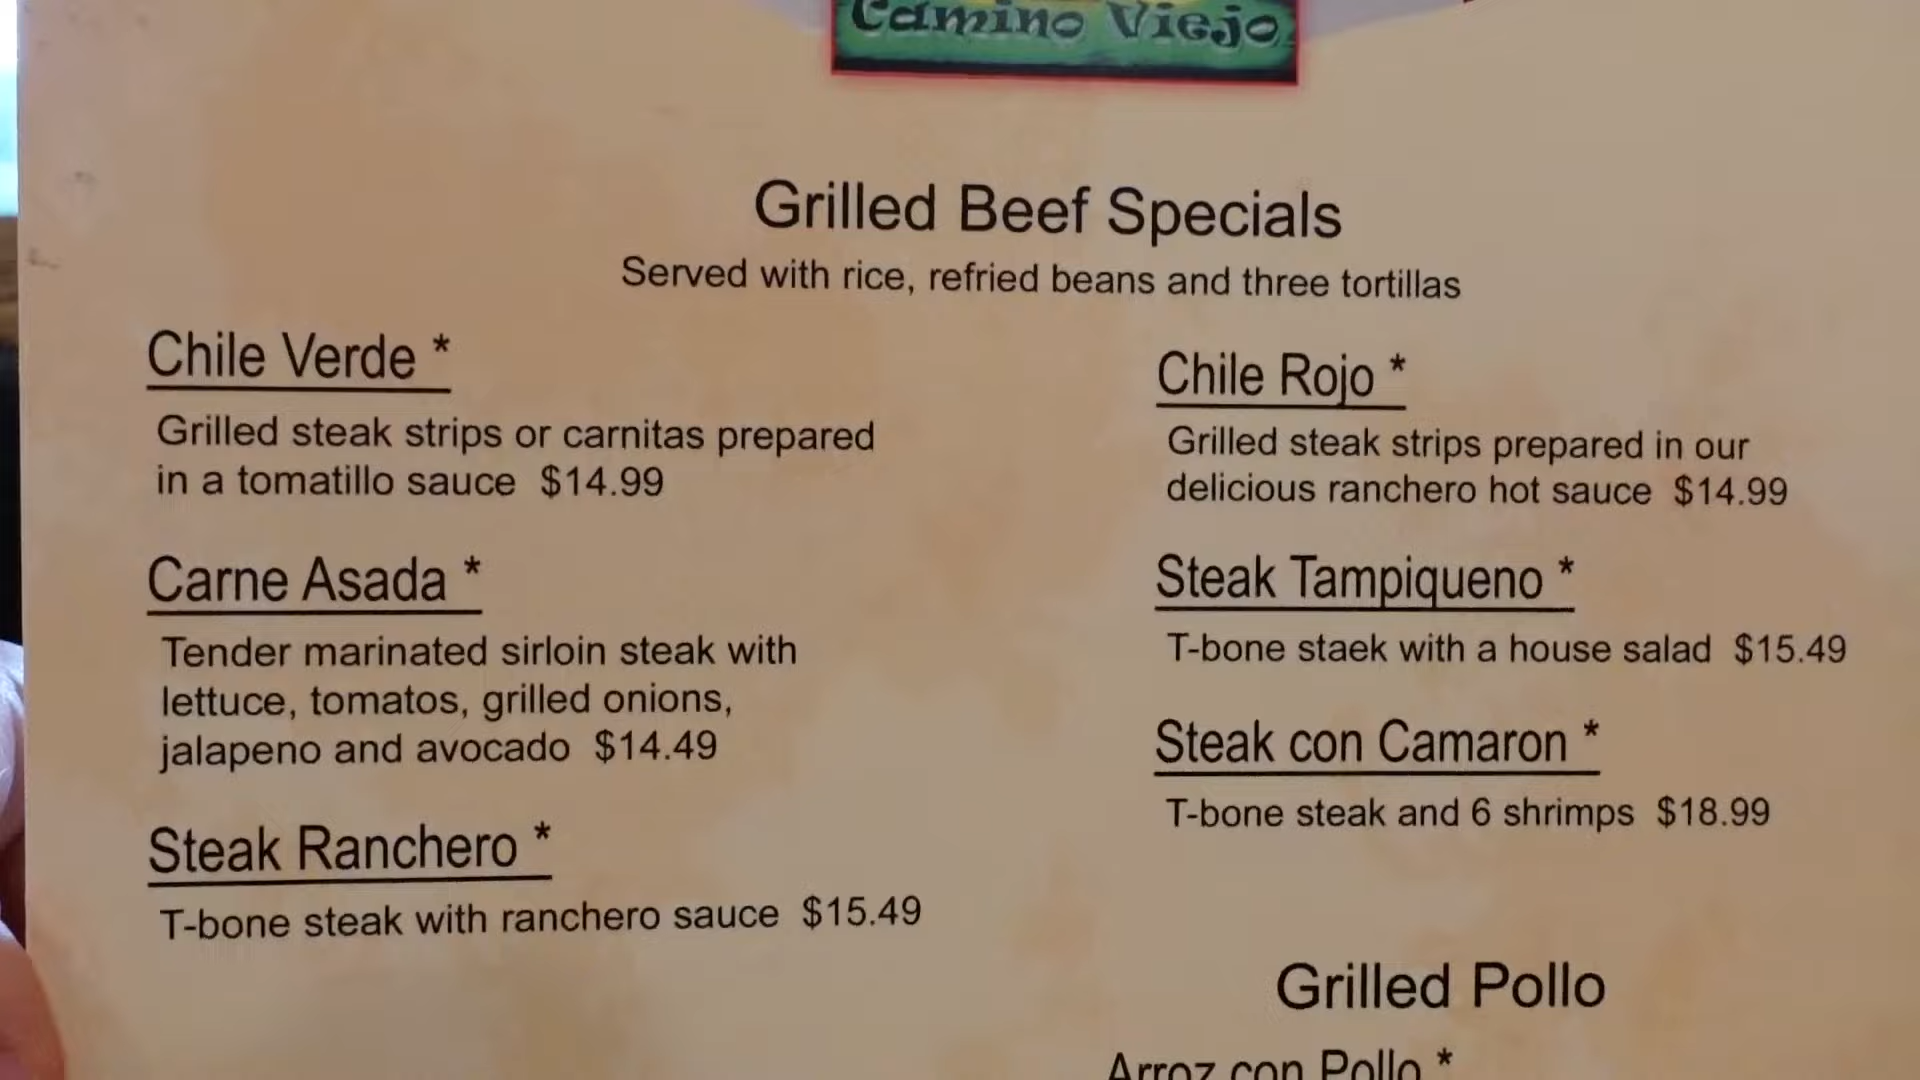 Camino Viejo
Grilled Beef Specials
Served with rice, refried beans and three tortillas
Chile Verde *
Grilled steak strips or carnitas prepared
in a tomatillo sauce $14.99
Carne Asada *
Tender marinated sirloin steak with
lettuce, tomatos, grilled onions,
jalapeno and avocado $14.49
Steak Ranchero *
T-bone steak with ranchero sauce $15.49
Chile Rojo *
Grilled steak strips prepared in our
delicious ranchero hot sauce $14.99
Steak Tampiqueno *
T-bone staek with a house salad $15.49
Steak con Camaron *
T-bone steak and 6 shrimps $18.99
Grilled Pollo
Arroz con Pollo *